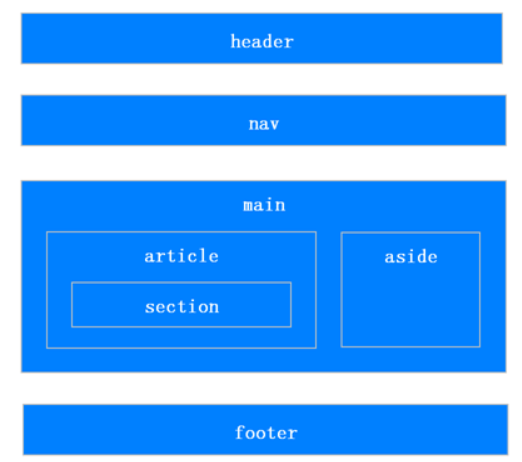 header
nav
main
article
aside
section
footer